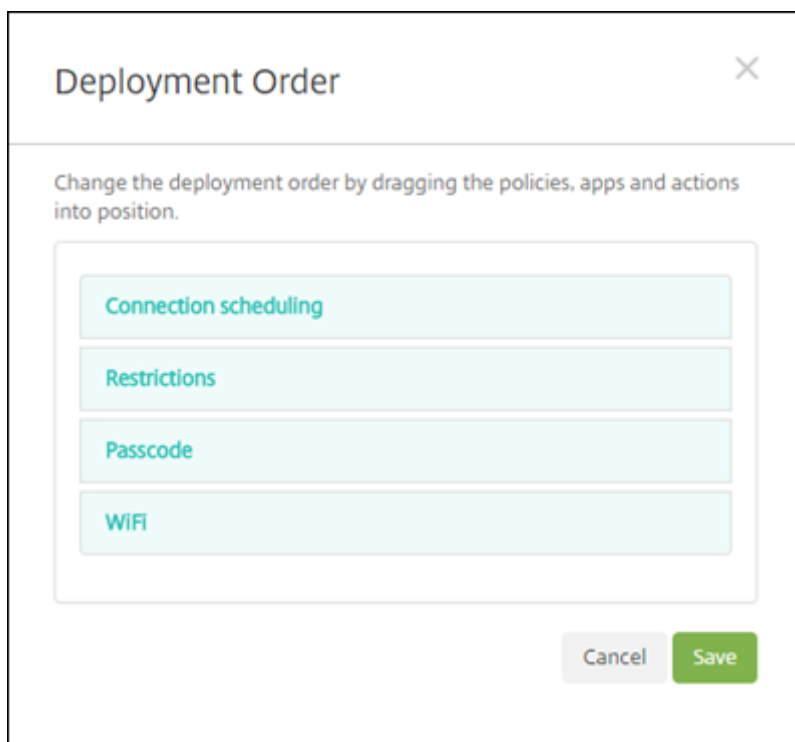 Deployment Order
Change the deployment order by dragging the policies, apps and actions
into position.
Connection scheduling
Restrictions
Passcode
WiFi
Cancel
Save